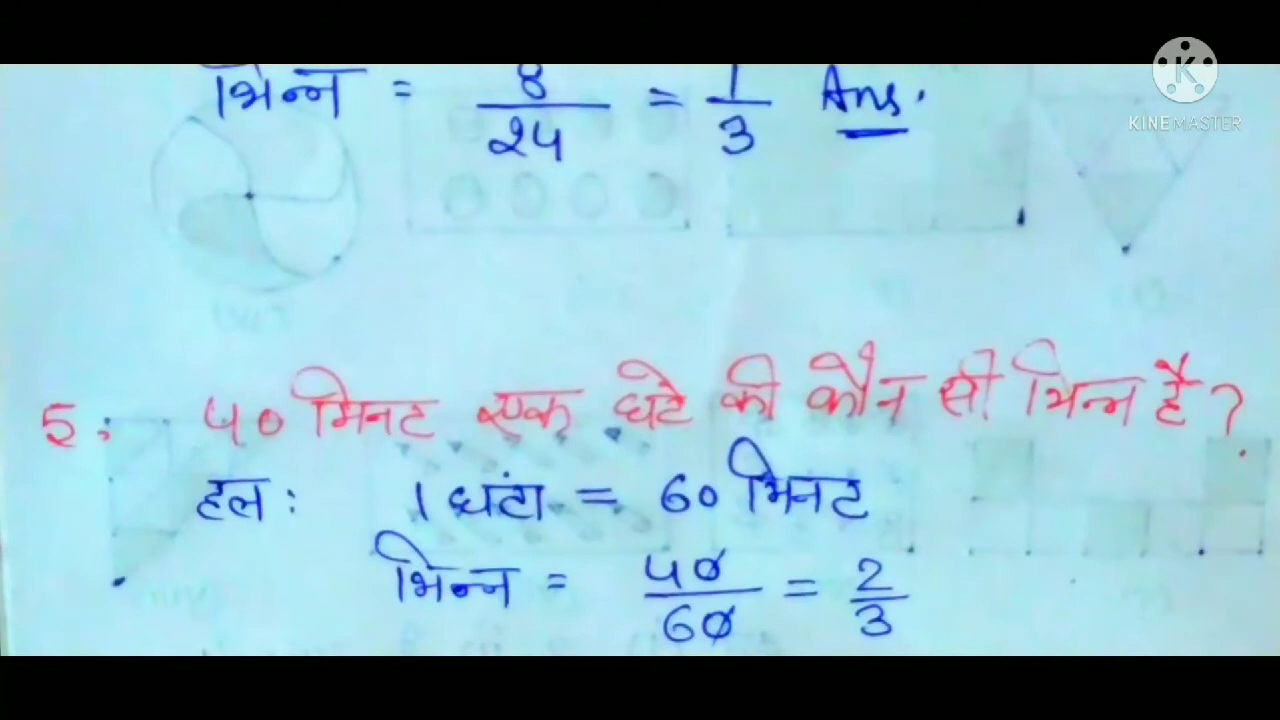 भिन्न = 8/24 = 1/3 Ans.
KINEMASTER
5. 40 मिनट एक घंटे की कौन सी भिन्न है ?
हल : 1 घंटा = 60 मिनट
भिन्न = 40/60 = 2/3